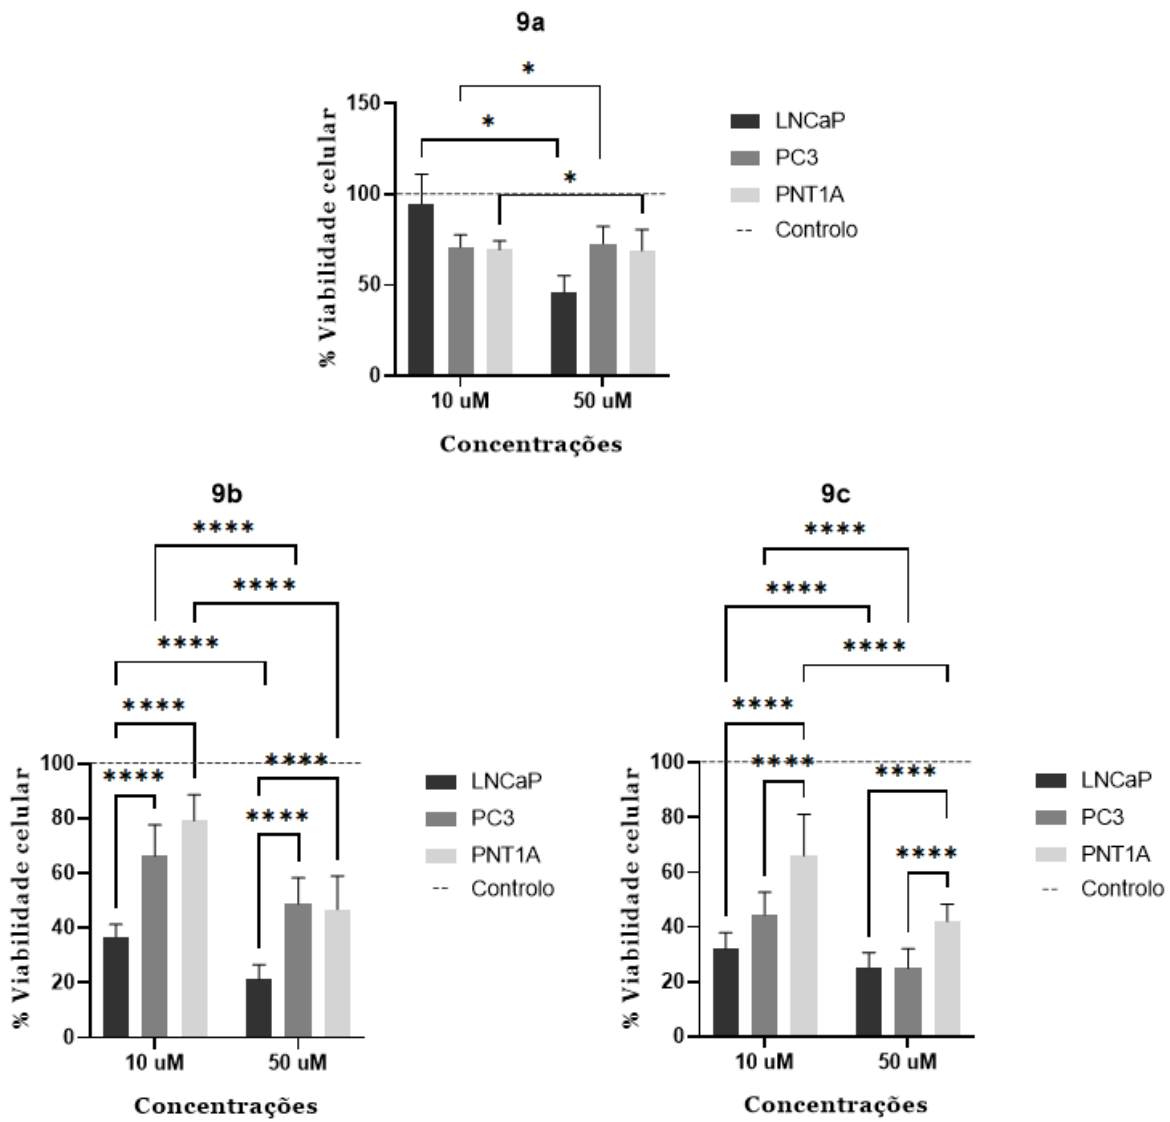 9a
*
*
*
150
100
50
0
% Viabilidade celular
10 uM
50 uM
Concentrações
LNCaP
PC3
PNT1A
Controlo
9b
****
****
****
****
****
****
****
100
80
60
40
20
0
% Viabilidade celular
10 uM
50 uM
Concentrações
LNCaP
PC3
PNT1A
Controlo
9c
****
****
****
****
****
****
****
100
80
60
40
20
0
% Viabilidade celular
10 uM
50 uM
Concentrações
LNCaP
PC3
PNT1A
Controlo